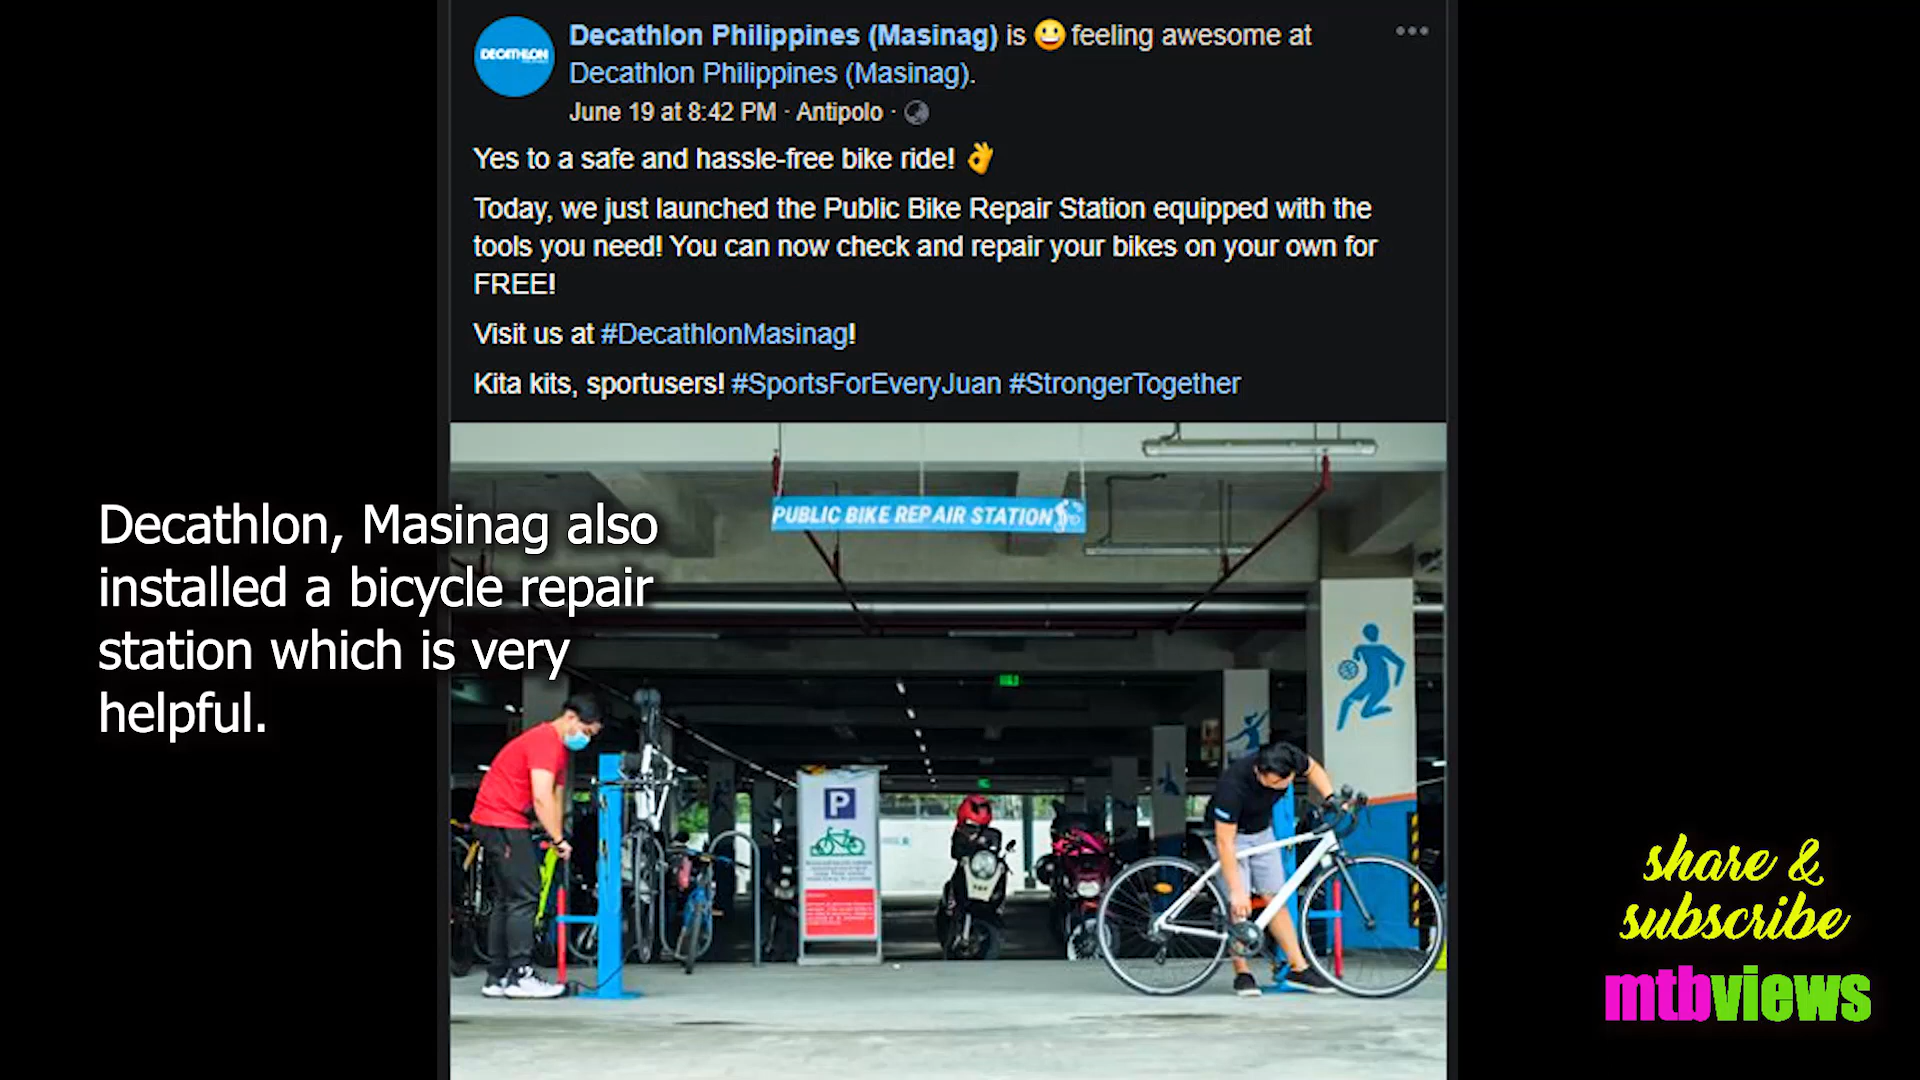 DECATHLON
Decathlon Philippines (Masinag) is 😀 feeling awesome at
Decathlon Philippines (Masinag).
June 19 at 8:42 PM · Antipolo ·
Yes to a safe and hassle-free bike ride! 👌
Today, we just launched the Public Bike Repair Station equipped with the
tools you need! You can now check and repair your bikes on your own for
FREE!
Visit us at #DecathlonMasinag!
Kita kits, sportusers! #SportsForEveryJuan #StrongerTogether
PUBLIC BIKE REPAIR STATION
Decathlon, Masinag also
installed a bicycle repair
station which is very
helpful.
P
share &
subscribe
mtbviews